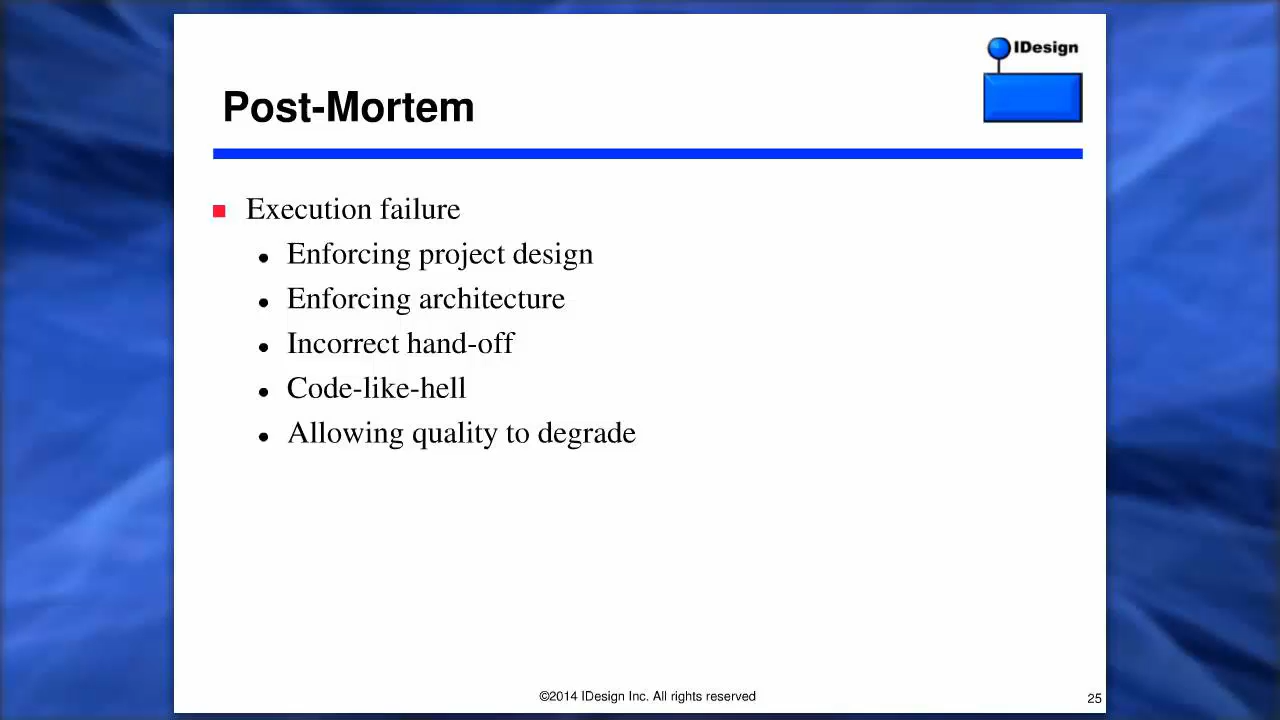 IDesign
Post-Mortem
Execution failure
Enforcing project design
Enforcing architecture
Incorrect hand-off
Code-like-hell
Allowing quality to degrade
©2014 IDesign Inc. All rights reserved
25